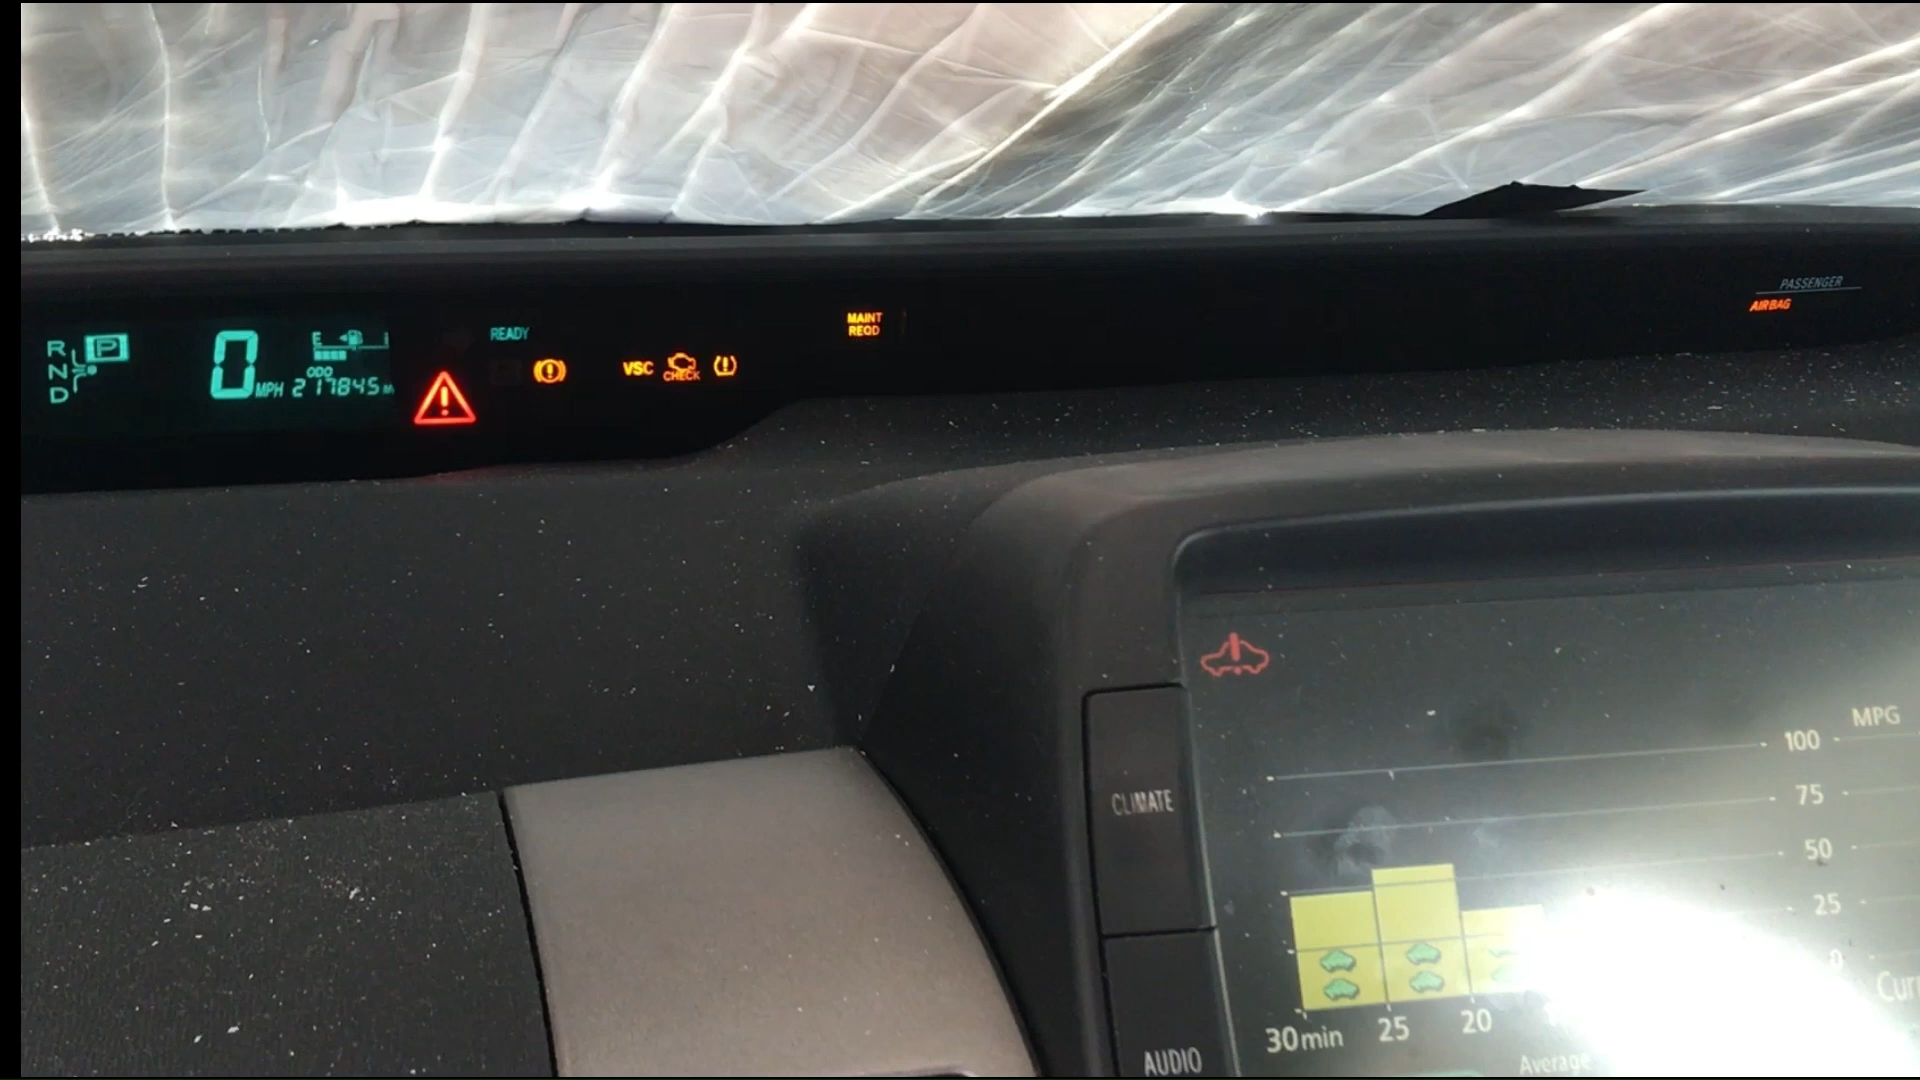 PASSENGER
AIRBAG
MAINT
REQD
READY
R
P
N
D
0 MPH
E
ODO
217845
VSC
CHECK
MPG
100
75
50
25
0
CLIMATE
30min 25 20
Average
AUDIO